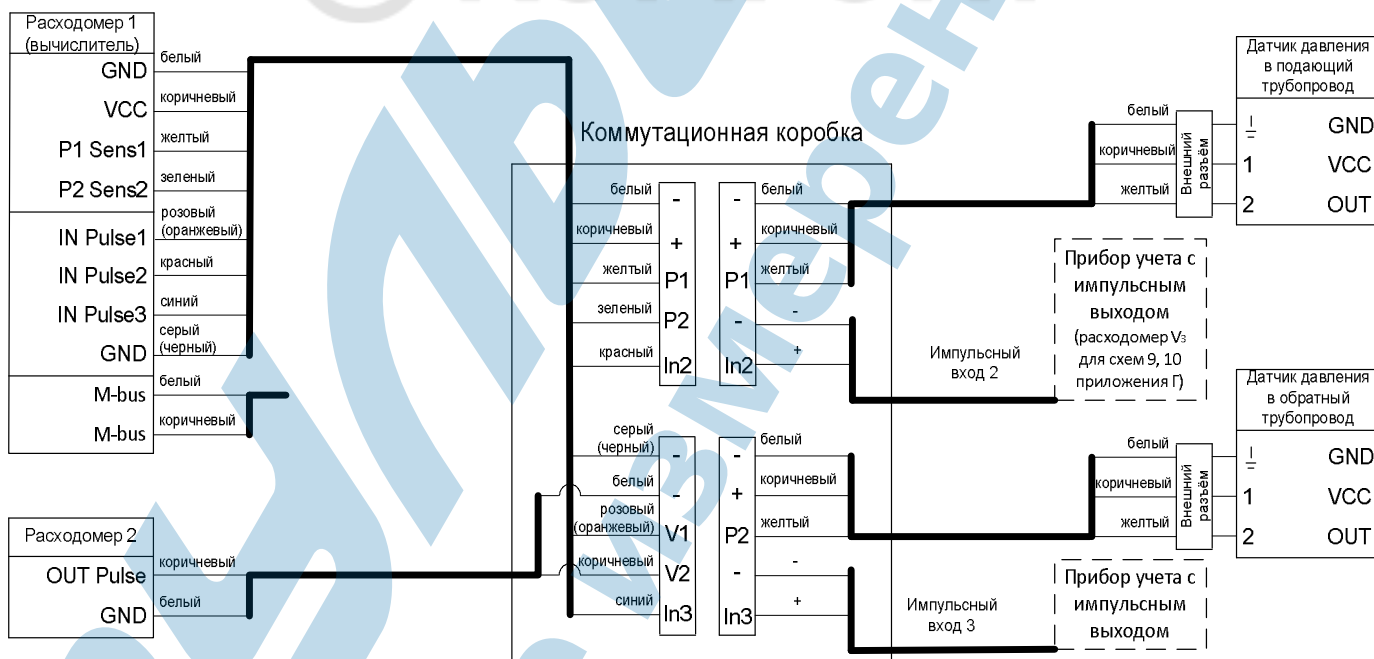 Расходомер 1
(вычислитель)
GND
белый
VCC
коричневый
P1 Sens1
желтый
P2 Sens2
зеленый
IN Pulse1
розовый
(оранжевый)
IN Pulse2
красный
IN Pulse3
синий
GND
серый
(черный)
M-bus
белый
M-bus
коричневый
Расходомер 2
OUT Pulse
коричневый
GND
белый
Коммутационная коробка
белый
-
коричневый
+
желтый
P1
зеленый
P2
красный
In2
-
белый
+
коричневый
P1
желтый
-
-
In2
+
серый
(черный)
-
белый
-
розовый
(оранжевый)
V1
коричневый
V2
синий
In3
-
белый
+
коричневый
P2
желтый
-
-
In3
+
Импульсный
вход 2
Импульсный
вход 3
белый
коричневый
желтый
Внешний
разъём
Датчик давления
в подающий
трубопровод
GND
1
VCC
2
OUT
Прибор учета с
импульсным
выходом
(расходомер V3
для схем 9, 10
приложения Г)
белый
коричневый
желтый
Внешний
разъём
Датчик давления
в обратный
трубопровод
GND
1
VCC
2
OUT
Прибор учета с
импульсным
выходом